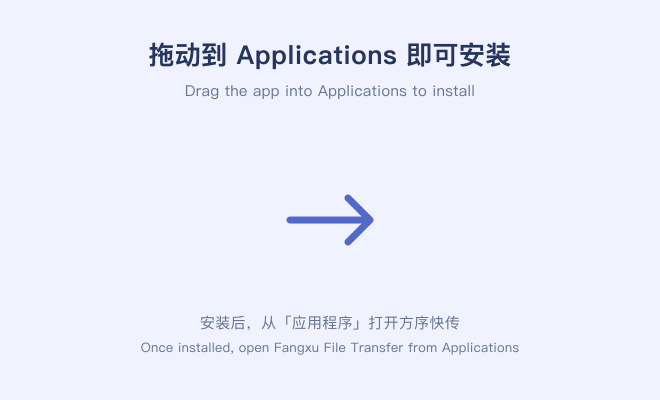 拖动到 Applications 即可安装
Drag the app into Applications to install
安装后，从「应用程序」打开方序快传
Once installed, open Fangxu File Transfer from Applications